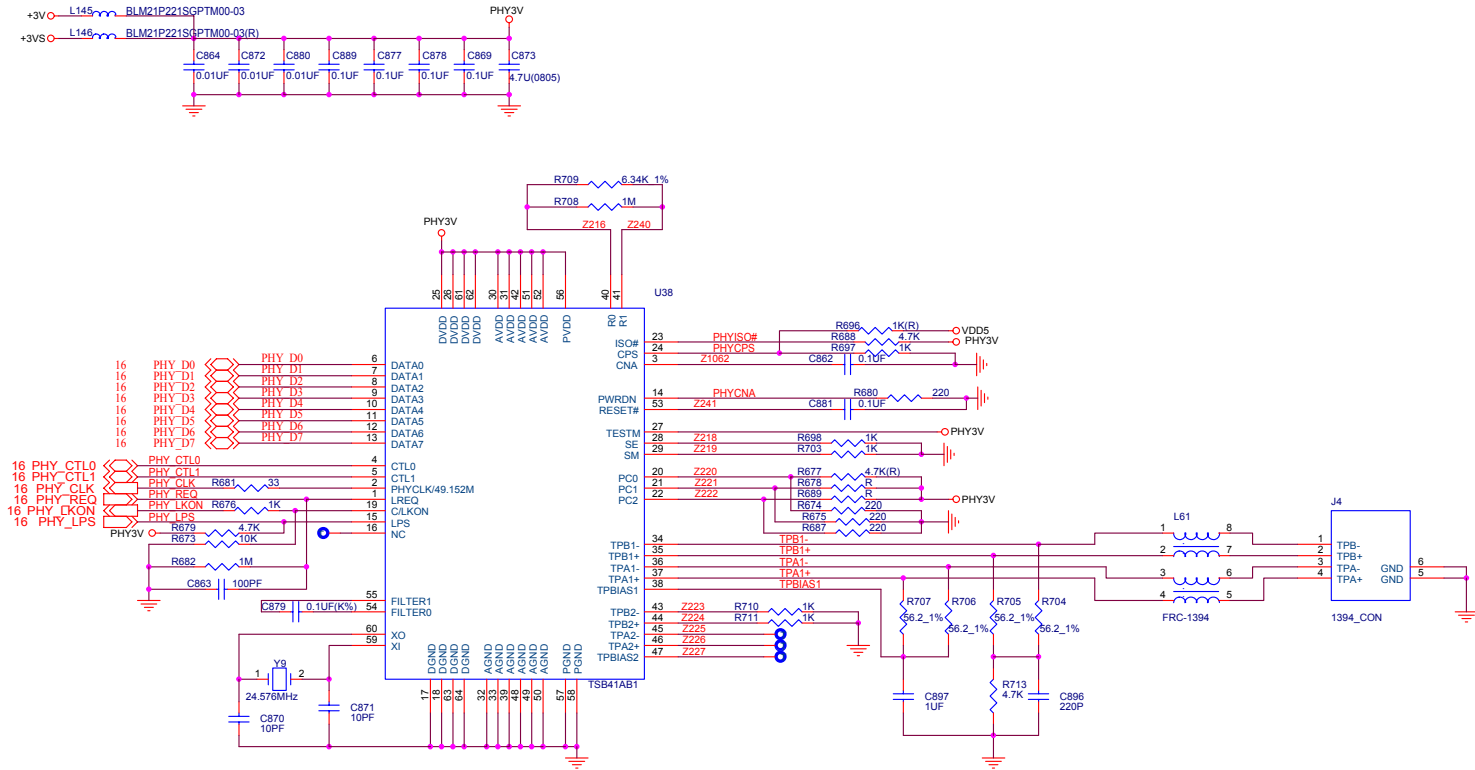 +3V L145 BLM21P221SGPTM00-03
+3VS L146 BLM21P221SGPTM00-03(R)
PHY3V
C864 C872 C880 C889 C877 C878 C869 C873
0.01UF 0.01UF 0.01UF 0.1UF 0.1UF 0.1UF 0.1UF 4.7U(0805)
R709 6.34K 1%
R708 1M
Z216 Z240
PHY3V
25 26 61 62 30 31 42 51 52 56 40 41
U38
DVDD DVDD DVDD DVDD AVDD AVDD AVDD AVDD AVDD PVDD R0 R1
16 PHY_D0 PHY_D0 6 DATA0
16 PHY_D1 PHY_D1 7 DATA1
16 PHY_D2 PHY_D2 8 DATA2
16 PHY_D3 PHY_D3 9 DATA3
16 PHY_D4 PHY_D4 10 DATA4
16 PHY_D5 PHY_D5 11 DATA5
16 PHY_D6 PHY_D6 12 DATA6
16 PHY_D7 PHY_D7 13 DATA7
16 PHY_CTL0 PHY_CTL0 4 CTL0
16 PHY_CTL1 PHY_CTL1 5 CTL1
16 PHY_CLK PHY_CLK R681 33 2 PHYCLK/49.152M
16 PHY_REQ PHY_REQ 1 LREQ
16 PHY_LKON PHY_LKON R676 1K 19 C/LKON
16 PHY_LPS PHY_LPS 15 LPS
16 NC
PHY3V R679 4.7K
R673 10K
R682 1M
C863 100PF
C879 0.1UF(K%)
55 FILTER1
54 FILTER0
60 XO
59 XI
Y9
1 2
24.576MHz
C870
10PF
C871
10PF
DGND DGND DGND DGND AGND AGND AGND AGND AGND AGND PGND PGND
17 18 63 64 32 33 39 48 49 50 57 58
TSB41AB1
ISO# 23 PHYISO# R696 1K(R) VDD5
CPS 24 PHYCPS R688 4.7K PHY3V
CNA 3 Z1062 R697 1K
C862 0.1UF
PWRDN 14 PHYCNA R680 220
RESET# 53 Z241 C881 0.1UF
TESTM 27 PHY3V
SE 28 Z218 R698 1K
SM 29 Z219 R703 1K
PC0 20 Z220 R677 4.7K(R)
PC1 21 Z221 R678 R
PC2 22 Z222 R689 R PHY3V
R674 220
R675 220
R687 220
TPB1- 34 TPB1-
TPB1+ 35 TPB1+
TPA1- 36 TPA1-
TPA1+ 37 TPA1+
TPBIAS1 38 TPBIAS1
TPB2- 43 Z223 R710 1K
TPB2+ 44 Z224 R711 1K
TPA2- 45 Z225
TPA2+ 46 Z226
TPBIAS2 47 Z227
R707 R706 R705 R704
56.2_1% 56.2_1% 56.2_1% 56.2_1%
C897
1UF
R713
4.7K
C896
220P
L61
1 8
2 7
3 6
4 5
FRC-1394
J4
1 TPB-
2 TPB+
3 TPA- GND 6
4 TPA+ GND 5
1394_CON